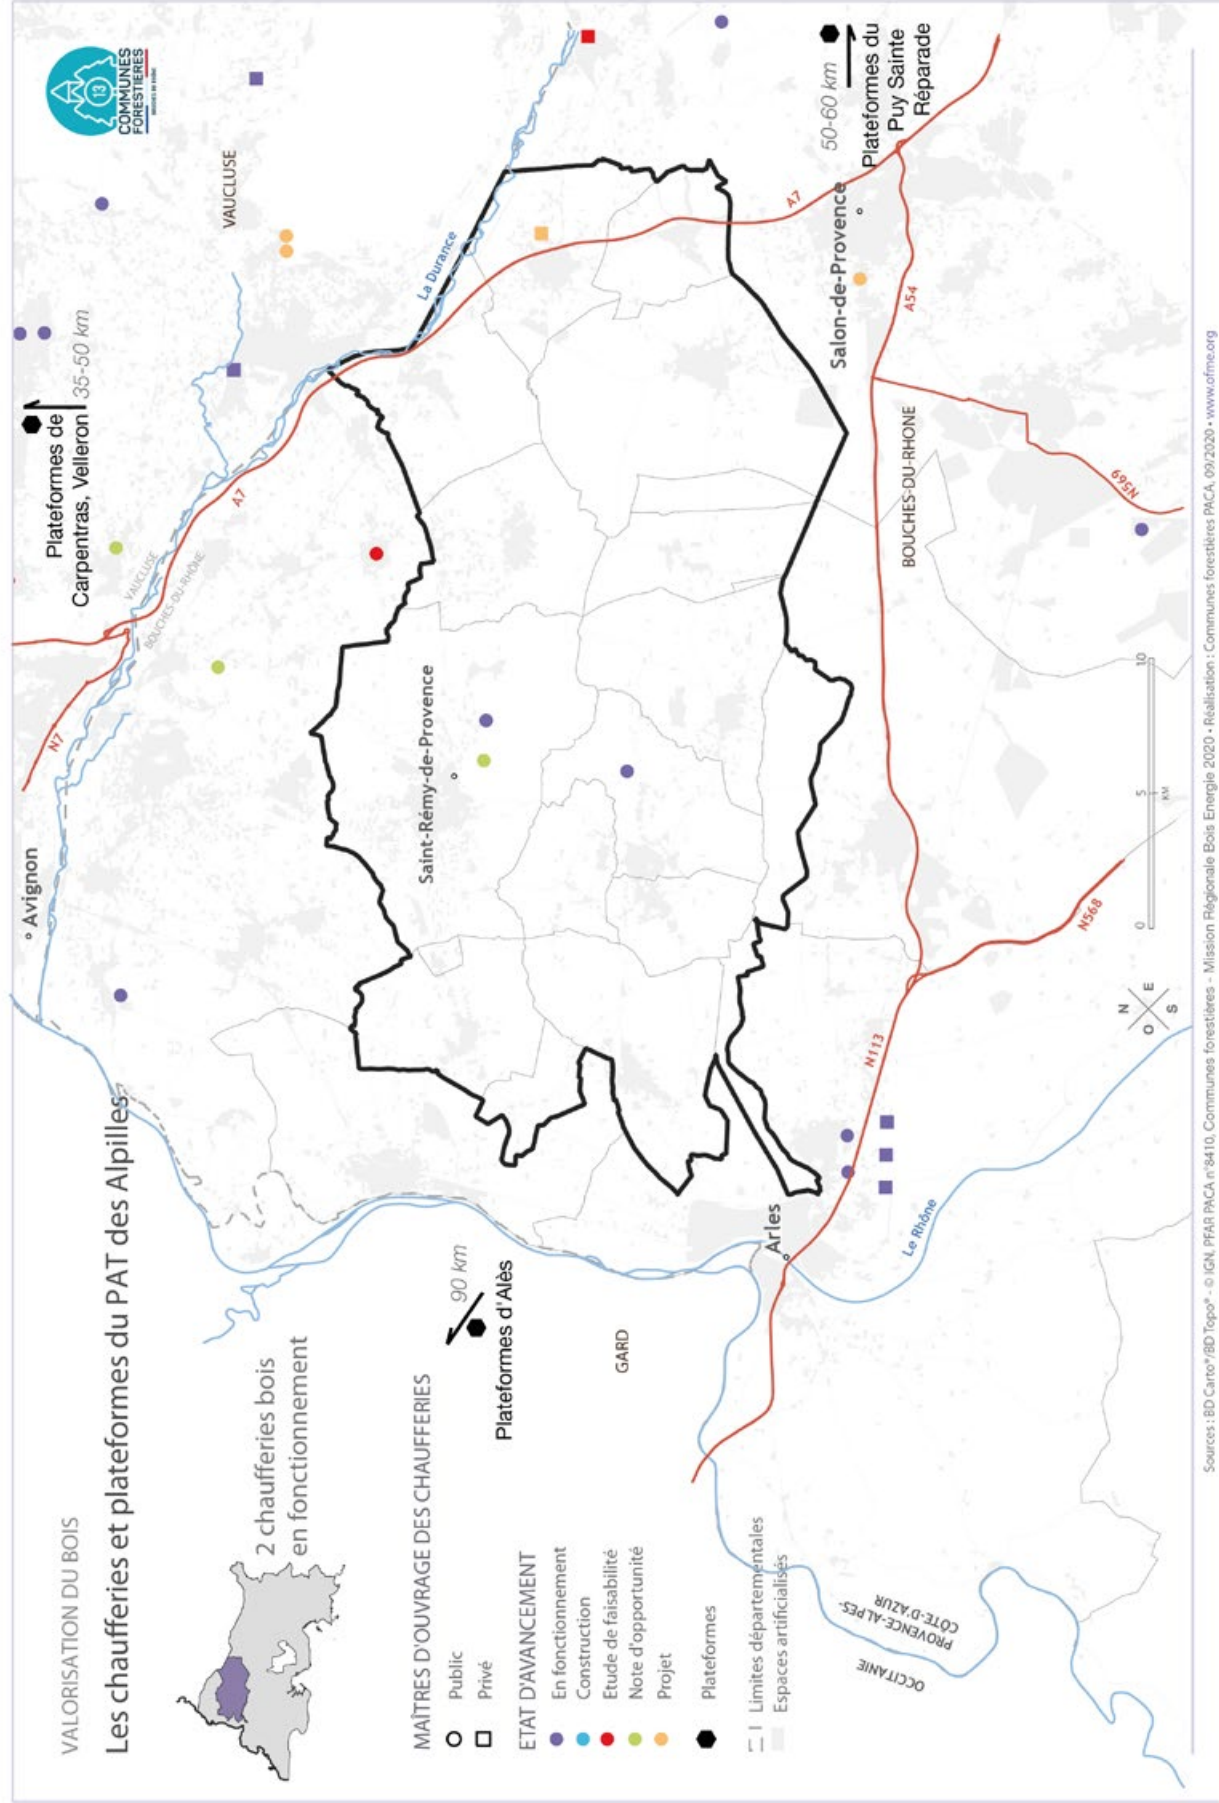 VALORISATION DU BOIS
Les chaufferies et plateformes du PAT des Alpilles
2 chaufferies bois
en fonctionnement
MAÎTRES D'OUVRAGE DES CHAUFFERIES
Public
Privé
ETAT D'AVANCEMENT
En fonctionnement
Construction
Etude de faisabilité
Note d'opportunité
Projet
Plateformes
Limites départementales
Espaces artificialisés
90 km
Plateformes d'Alès
GARD
OCCITANIE
PROVENCE-ALPES-
CÔTE-D'AZUR
Avignon
N7
VAUCLUSE
BOUCHES-DU-RHÔNE
A7
Plateformes de
Carpentras, Velleron
35-50 km
VAUCLUSE
13
COMMUNES
FORESTIÈRES
BOUCHES-DU-RHÔNE
La Durance
Saint-Rémy-de-Provence
A7
50-60 km
Plateformes du
Puy Sainte
Réparade
Salon-de-Provence
A54
BOUCHES-DU-RHONE
N569
Arles
N113
Le Rhône
N568
N
O E
S
0 5 10
KM
Sources : BD Carto®/BD Topo® - © IGN, PFAR PACA n°8410, Communes forestières - Mission Régionale Bois Energie 2020 • Réalisation : Communes forestières PACA, 09/2020 • www.ofme.org